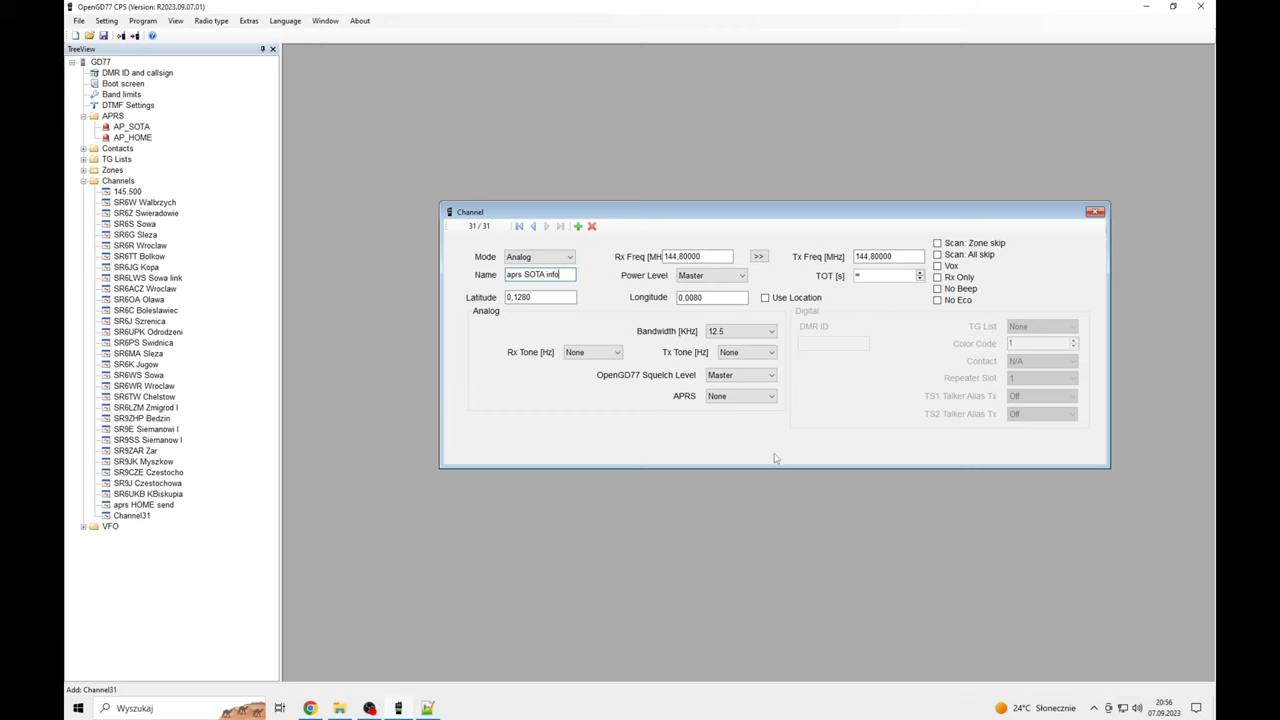 OpenGD77 CPS (Version: R2023.09.07.01)
File Setting Program View Radio type Extras Language Window About
TreeView
GD77
DMR ID and callsign
Boot screen
Band limits
DTMF Settings
APRS
AP_SOTA
AP_HOME
Contacts
TG Lists
Zones
Channels
145.500
SR6W Walbrzych
SR6Z Swieradowie
SR6S Sowa
SR6G Sleza
SR6R Wroclaw
SR6TT Bolkow
SR6JG Kopa
SR6LWS Sowa link
SR6ACZ Wroclaw
SR6OA Olawa
SR6C Boleslawiec
SR6J Szrenica
SR6UPK Odrodzeni
SR6PS Swidnica
SR6MA Sleza
SR6K Jugow
SR6WS Sowa
SR6WR Wroclaw
SR6TW Chelstow
SR6LZM Zmigrod l
SR9ZHP Bedzin
SR9E Siemanowi l
SR9SS Siemanow l
SR9ZAR Zar
SR9JK Myszkow
SR9CZE Czestocho
SR9J Czestochowa
SR6UKB KBiskupia
aprs HOME send
Channel31
VFO
Channel
31 / 31
Mode Analog Rx Freq [MH 144,80000 >> Tx Freq [MHz] 144,80000
Name aprs SOTA info Power Level Master TOT [s] ∞
Latitude 0,1280 Longitude 0,0080 Use Location
Scan: Zone skip
Scan: All skip
Vox
Rx Only
No Beep
No Eco
Analog
Bandwidth [KHz] 12.5
Rx Tone [Hz] None Tx Tone [Hz] None
OpenGD77 Squelch Level Master
APRS None
Digital
DMR ID TG List None
Color Code 1
Contact N/A
Repeater Slot 1
TS1 Talker Alias Tx Off
TS2 Talker Alias Tx Off
Add: Channel31
Wyszukaj
24°C Słonecznie
20:56
07.09.2023